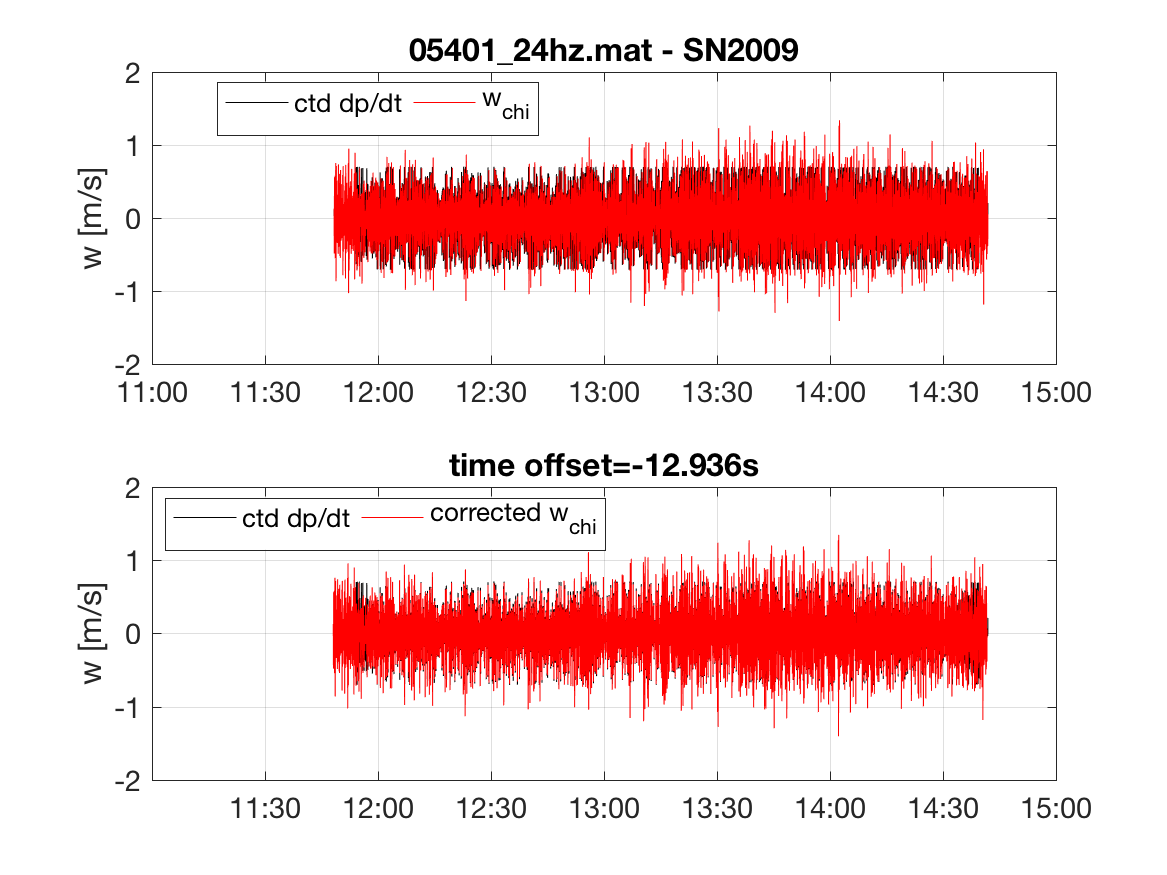 05401_24hz.mat - SN2009
2
ctd dp/dt w_chi
1
w [m/s]
0
-1
-2
11:00 11:30 12:00 12:30 13:00 13:30 14:00 14:30 15:00
time offset=-12.936s
2
ctd dp/dt corrected w_chi
1
w [m/s]
0
-1
-2
11:30 12:00 12:30 13:00 13:30 14:00 14:30 15:00